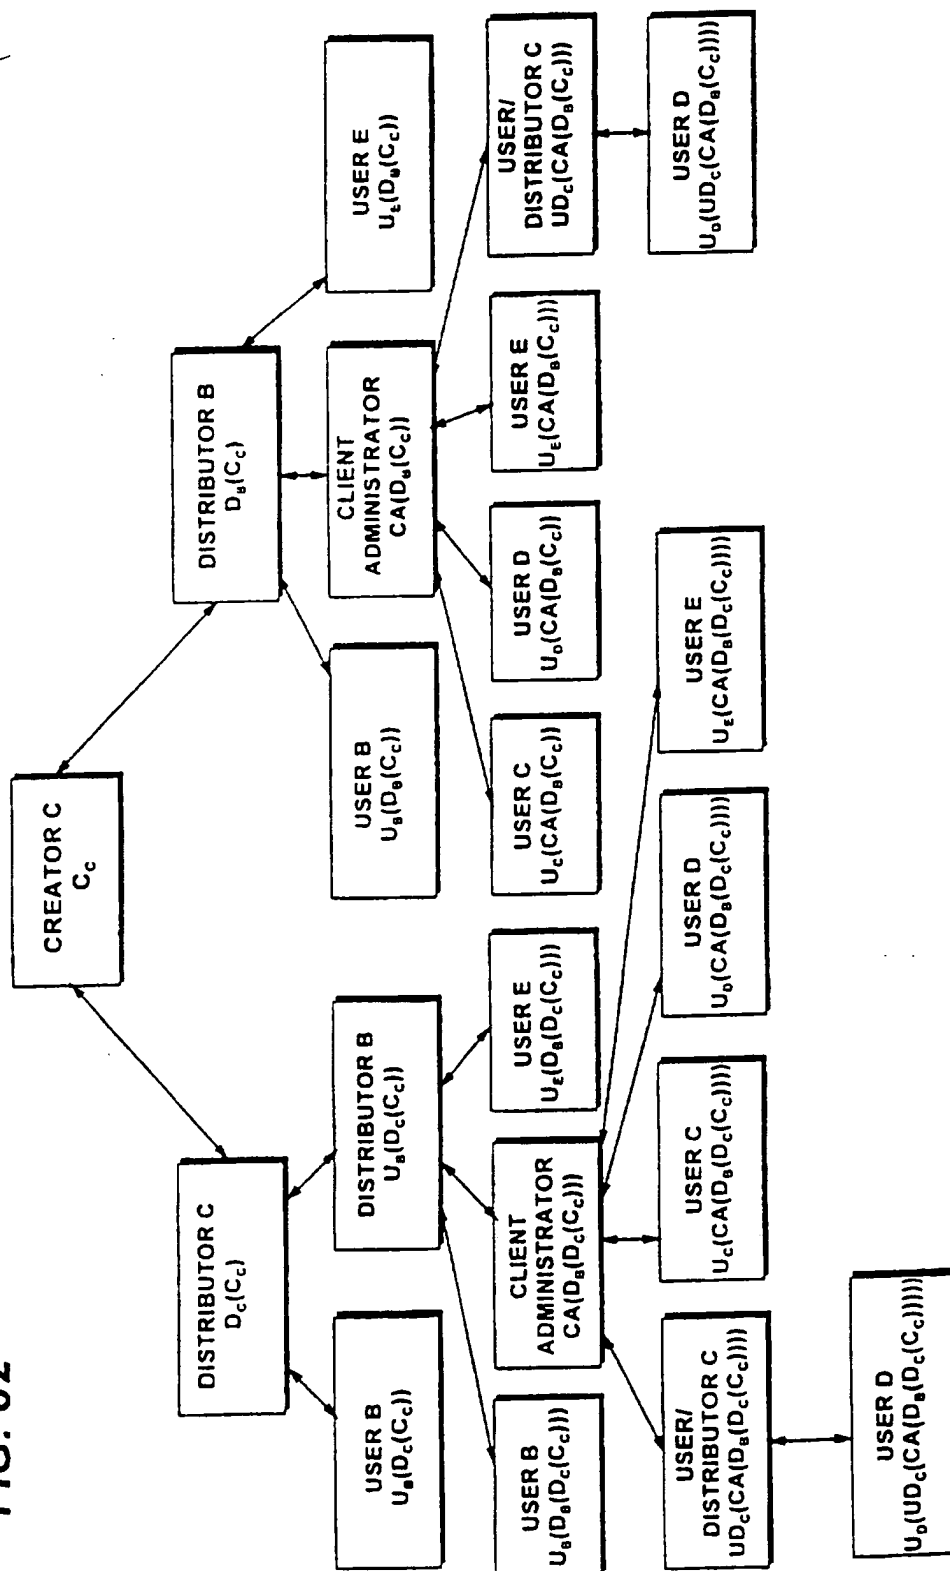 FIG. 82
CREATOR C
C_C
DISTRIBUTOR C
D_C(C_C)
DISTRIBUTOR B
D_B(C_C)
USER B
U_B(D_C(C_C))
DISTRIBUTOR B
U_B(D_C(C_C))
USER B
U_B(D_B(C_C))
CLIENT
ADMINISTRATOR
CA(D_B(C_C))
USER E
U_E(D_B(C_C))
USER B
U_B(D_B(D_C(C_C)))
CLIENT
ADMINISTRATOR
CA(D_B(D_C(C_C)))
USER E
U_E(D_B(D_C(C_C)))
USER C
U_C(CA(D_B(C_C)))
USER D
U_D(CA(D_B(C_C)))
USER E
U_E(CA(D_B(C_C)))
USER/
DISTRIBUTOR C
UD_C(CA(D_B(C_C)))
USER/
DISTRIBUTOR C
UD_C(CA(D_B(D_C(C_C))))
USER C
U_C(CA(D_B(D_C(C_C))))
USER D
U_D(CA(D_B(D_C(C_C))))
USER E
U_E(CA(D_B(D_C(C_C))))
USER D
U_D(UD_C(CA(D_B(C_C))))
USER D
U_D(UD_C(CA(D_B(D_C(C_C)))))